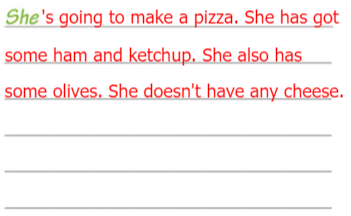 She's going to make a pizza. She has got
some ham and ketchup. She also has
some olives. She doesn't have any cheese.